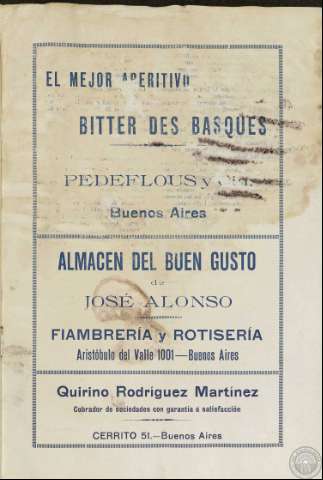 EL MEJOR APERITIVO
BITTER DES BASQUES
PEDEFLOUS y
Buenos Aires
ALMACEN DEL BUEN GUSTO
de
JOSÉ ALONSO
FIAMBRERÍA y ROTISERÍA
Aristóbulo del Valle 1001—Buenos Aires
Quirino Rodríguez Martínez
Cobrador de sociedades con garantía á satisfacción
CERRITO 51.—Buenos Aires